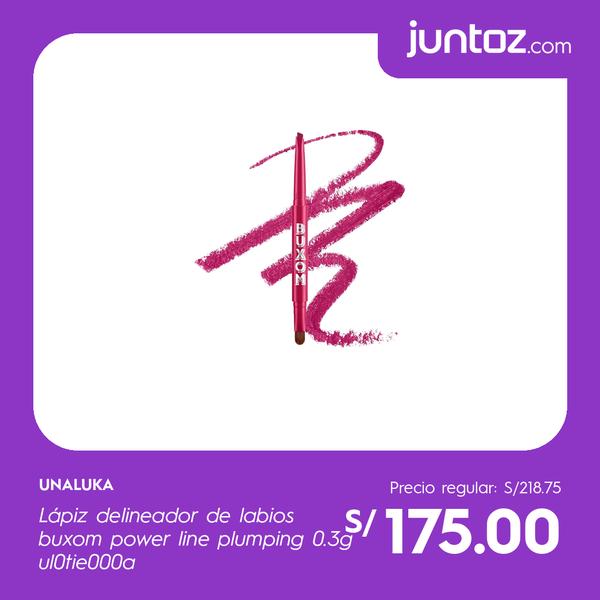 juntoz.com
BUXOM
UNALUKA
Lápiz delineador de labios
buxom power line plumping 0.3g
ul0tie000a
Precio regular: S/218.75
S/ 175.00